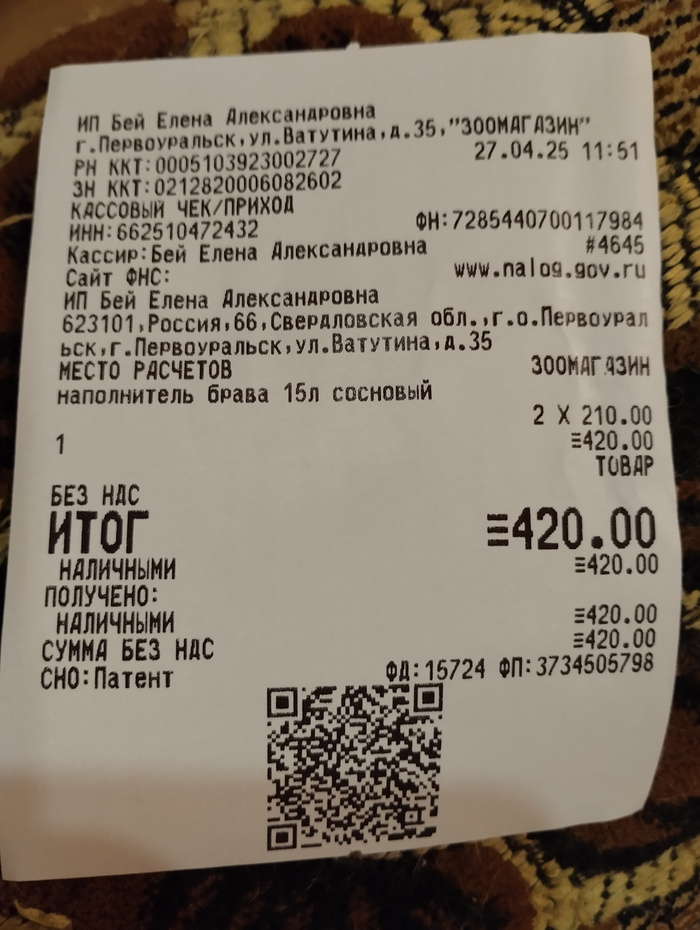 ИП Бей Елена Александровна
г.Первоуральск,ул.Ватутина,д.35,"ЗООМАГАЗИН"
РН ККТ:0005103923002727 27.04.25 11:51
ЗН ККТ:0212820006082602
КАССОВЫЙ ЧЕК/ПРИХОД
ИНН:662510472432 ФН:7285440700117984
Кассир:Бей Елена Александровна #4645
Сайт ФНС: www.nalog.gov.ru
ИП Бей Елена Александровна
623101,Россия,66,Свердловская обл.,г.о.Первоурал
ьск,г.Первоуральск,ул.Ватутина,д.35
МЕСТО РАСЧЕТОВ ЗООМАГАЗИН
наполнитель брава 15л сосновый
2 X 210.00
1 ≡420.00
ТОВАР
БЕЗ НДС
ИТОГ ≡420.00
НАЛИЧНЫМИ ≡420.00
ПОЛУЧЕНО:
НАЛИЧНЫМИ ≡420.00
СУММА БЕЗ НДС ≡420.00
СНО:Патент ФД:15724 ФП:3734505798